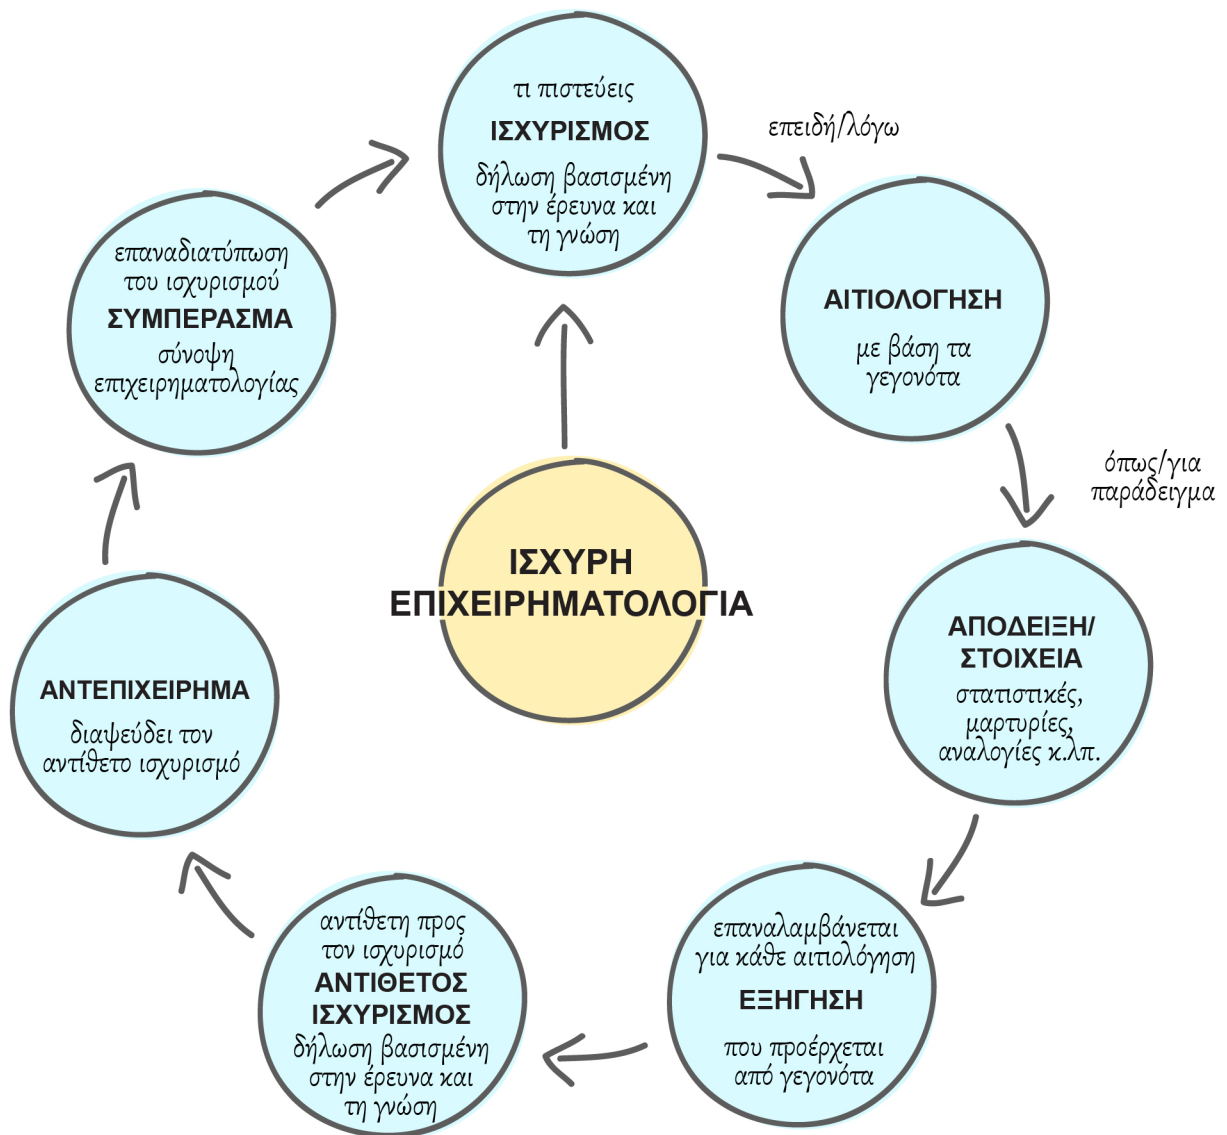 τι πιστεύεις
ΙΣΧΥΡΙΣΜΟΣ
δήλωση βασισμένη
στην έρευνα και
τη γνώση
επειδή/λόγω
ΑΙΤΙΟΛΟΓΗΣΗ
με βάση τα
γεγονότα
όπως/για
παράδειγμα
ΑΠΟΔΕΙΞΗ/
ΣΤΟΙΧΕΙΑ
στατιστικές,
μαρτυρίες,
αναλογίες κ.λπ.
επαναλαμβάνεται
για κάθε αιτιολόγηση
ΕΞΗΓΗΣΗ
που προέρχεται
από γεγονότα
αντίθετη προς
τον ισχυρισμό
ΑΝΤΙΘΕΤΟΣ
ΙΣΧΥΡΙΣΜΟΣ
δήλωση βασισμένη
στην έρευνα και
τη γνώση
ΑΝΤΕΠΙΧΕΙΡΗΜΑ
διαψεύδει τον
αντίθετο ισχυρισμό
επαναδιατύπωση
του ισχυρισμού
ΣΥΜΠΕΡΑΣΜΑ
σύνοψη
επιχειρηματολογίας
ΙΣΧΥΡΗ
ΕΠΙΧΕΙΡΗΜΑΤΟΛΟΓΙΑ